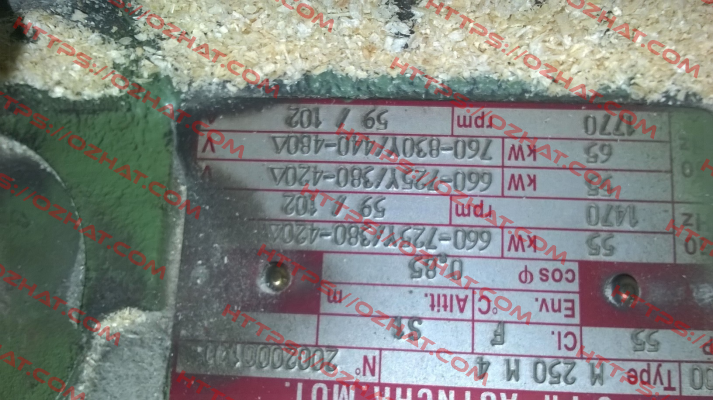 ASYNCHR.MOT.
Type M 250 M 4 N° 
55 Cl. F
Env. °C Altit. m
cos φ 0,85
55 kW 660-725Y/380-420Δ
1470 rpm 59 / 102
55 kW 660-725Y/380-420Δ V
65 kW 760-830Y/440-480Δ V
1770 rpm 59 / 102
HTTPS://OZHAT.COM